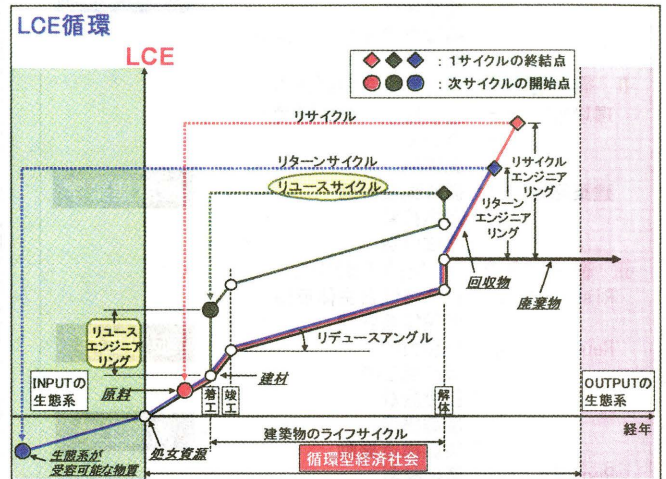 LCE循環
LCE
: 1サイクルの終結点
: 次サイクルの開始点
リサイクル
リターンサイクル
リユースサイクル
リサイクル
エンジニア
リング
リターン
エンジニア
リング
回収物
廃棄物
リユース
エンジニア
リング
リデュースアングル
INPUTの
生態系
原料
建材
着工
竣工
解体
OUTPUTの
生態系
経年
建築物のライフサイクル
処女資源
循環型経済社会
生態系が
受容可能な物質